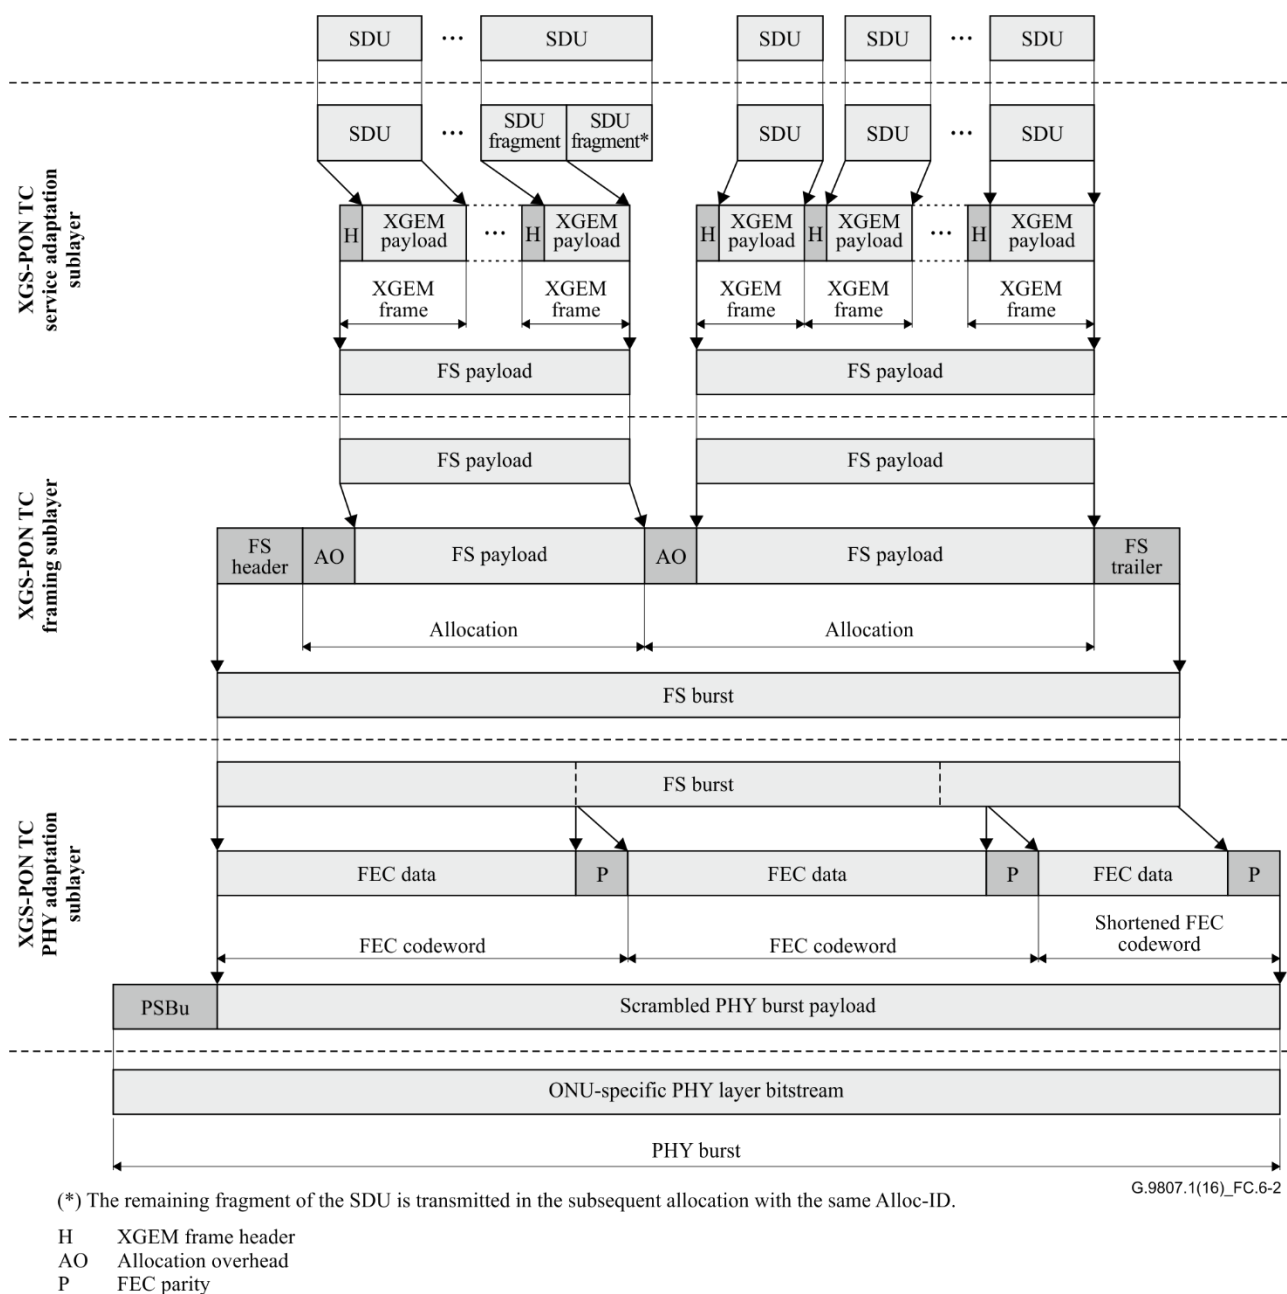 SDU ... SDU SDU SDU ... SDU
XGS-PON TC
service adaptation
sublayer
SDU ... SDU
fragment SDU
fragment* SDU SDU ... SDU
H XGEM
payload ... H XGEM
payload H XGEM
payload H XGEM
payload ... H XGEM
payload
XGEM
frame XGEM
frame XGEM
frame XGEM
frame XGEM
frame
FS payload FS payload
XGS-PON TC
framing sublayer
FS payload FS payload
FS
header AO FS payload AO FS payload FS
trailer
Allocation Allocation
FS burst
XGS-PON TC
PHY adaptation
sublayer
FS burst
FEC data P FEC data P FEC data P
FEC codeword FEC codeword Shortened FEC
codeword
PSBu Scrambled PHY burst payload
ONU-specific PHY layer bitstream
PHY burst
G.9807.1(16)_FC.6-2
(*) The remaining fragment of the SDU is transmitted in the subsequent allocation with the same Alloc-ID.
H XGEM frame header
AO Allocation overhead
P FEC parity